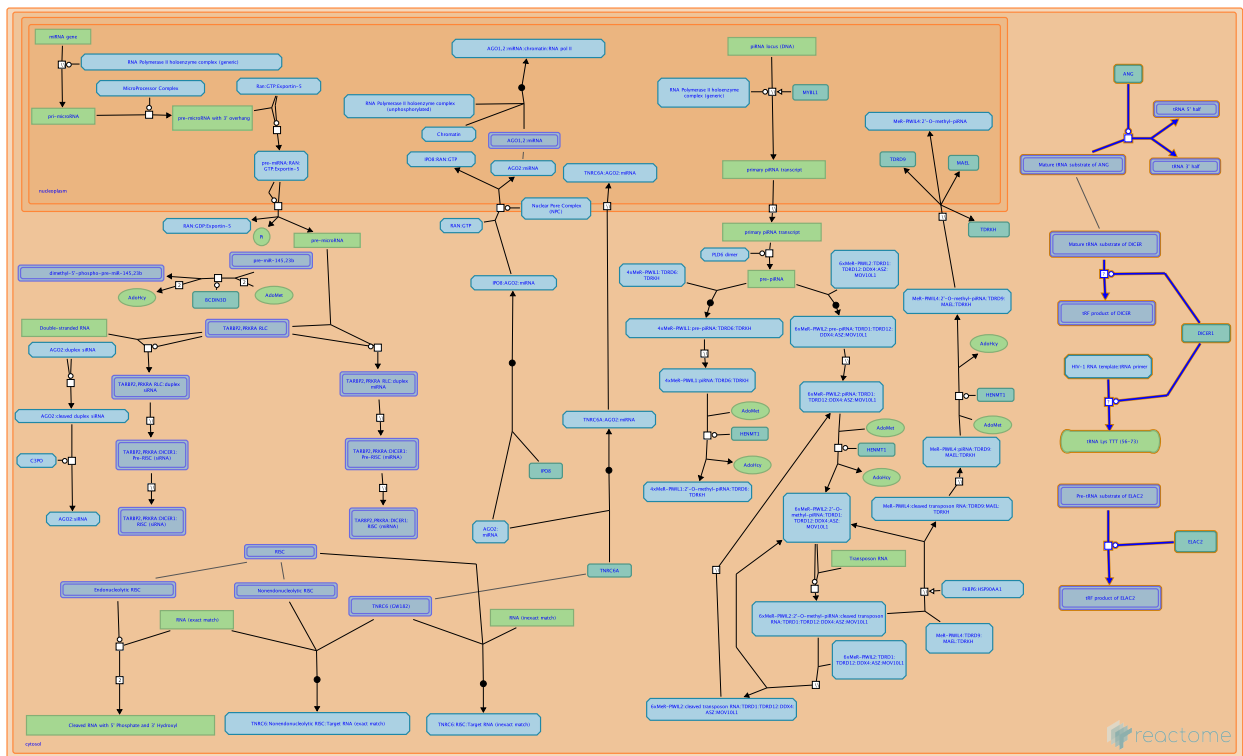 miRNA gene
RNA Polymerase II holoenzyme complex (generic)
MicroProcessor Complex
Ran:GTP:Exportin-5
pri-microRNA
pre-microRNA with 3' overhang
pre-miRNA:RAN:
GTP:Exportin-5
nucleoplasm
AGO1,2:miRNA:chromatin:RNA pol II
RNA Polymerase II holoenzyme complex
(unphosphorylated)
Chromatin
AGO1,2:miRNA
IPO8:RAN:GTP
AGO2:miRNA
TNRC6A:AGO2:miRNA
Nuclear Pore Complex
(NPC)
piRNA locus (DNA)
RNA Polymerase II holoenzyme
complex (generic)
MYBL1
primary piRNA transcript
MeR-PIWIL4:2'-O-methyl-piRNA
TDRD9
MAEL
TDRKH
ANG
tRNA 5' half
tRNA 3' half
Mature tRNA substrate of ANG
RAN:GDP:Exportin-5
Pi
pre-microRNA
RAN:GTP
primary piRNA transcript
PLD6 dimer
pre-piRNA
4xMeR-PIWIL1:TDRD6:
TDRKH
6xMeR-PIWIL2:TDRD1:
TDRD12:DDX4:ASZ:
MOV10L1
Mature tRNA substrate of DICER
tRF product of DICER
DICER1
dimethyl-5'-phospho-pre-miR-145,23b
pre-miR-145,23b
2
2
AdoHcy
BCDIN3D
AdoMet
IPO8:AGO2:miRNA
MeR-PIWIL4:2'-O-methyl-piRNA:TDRD9:
MAEL:TDRKH
Double-stranded RNA
TARBP2,PRKRA RLC
4xMeR-PIWIL1:pre-piRNA:TDRD6:TDRKH
6xMeR-PIWIL2:pre-piRNA:TDRD1:TDRD12:
DDX4:ASZ:MOV10L1
AdoHcy
AGO2:duplex siRNA
HIV-1 RNA template:tRNA primer
TARBP2,PRKRA RLC:duplex
siRNA
TARBP2,PRKRA RLC:duplex
miRNA
4xMeR-PIWIL1:piRNA:TDRD6:TDRKH
6xMeR-PIWIL2:piRNA:TDRD1:
TDRD12:DDX4:ASZ:MOV10L1
HENMT1
AGO2:cleaved duplex siRNA
TNRC6A:AGO2:miRNA
AdoMet
AdoMet
AdoMet
HENMT1
HENMT1
tRNA Lys TTT (56-73)
C3PO
TARBP2,PRKRA:DICER1:
Pre-RISC (siRNA)
TARBP2,PRKRA:DICER1:
Pre-RISC (miRNA)
IPO8
AdoHcy
AdoHcy
MeR-PIWIL4:piRNA:TDRD9:
MAEL:TDRKH
4xMeR-PIWIL1:2'-O-methyl-piRNA:TDRD6:
TDRKH
Pre-tRNA substrate of ELAC2
AGO2:siRNA
TARBP2,PRKRA:DICER1:
RISC (siRNA)
TARBP2,PRKRA:DICER1:
RISC (miRNA)
AGO2:
miRNA
6xMeR-PIWIL2:2'-O-
methyl-piRNA:TDRD1:
TDRD12:DDX4:ASZ:
MOV10L1
MeR-PIWIL4:cleaved transposon RNA:TDRD9:MAEL:
TDRKH
ELAC2
RISC
Transposon RNA
TNRC6A
Endonucleolytic RISC
Nonendonucleolytic RISC
TNRC6 (GW182)
FKBP6:HSP90AA1
tRF product of ELAC2
RNA (exact match)
RNA (inexact match)
6xMeR-PIWIL2:2'-O-methyl-piRNA:cleaved transposon
RNA:TDRD1:TDRD12:DDX4:ASZ:MOV10L1
MeR-PIWIL4:TDRD9:
MAEL:TDRKH
6xMeR-PIWIL2:TDRD1:
TDRD12:DDX4:ASZ:MOV10L1
2
6xMeR-PIWIL2:cleaved transposon RNA:TDRD1:TDRD12:DDX4:
ASZ:MOV10L1
Cleaved RNA with 5' Phosphate and 3' Hydroxyl
TNRC6:Nonendonucleolytic RISC:Target RNA (exact match)
TNRC6:RISC:Target RNA (inexact match)
cytosol
reactome